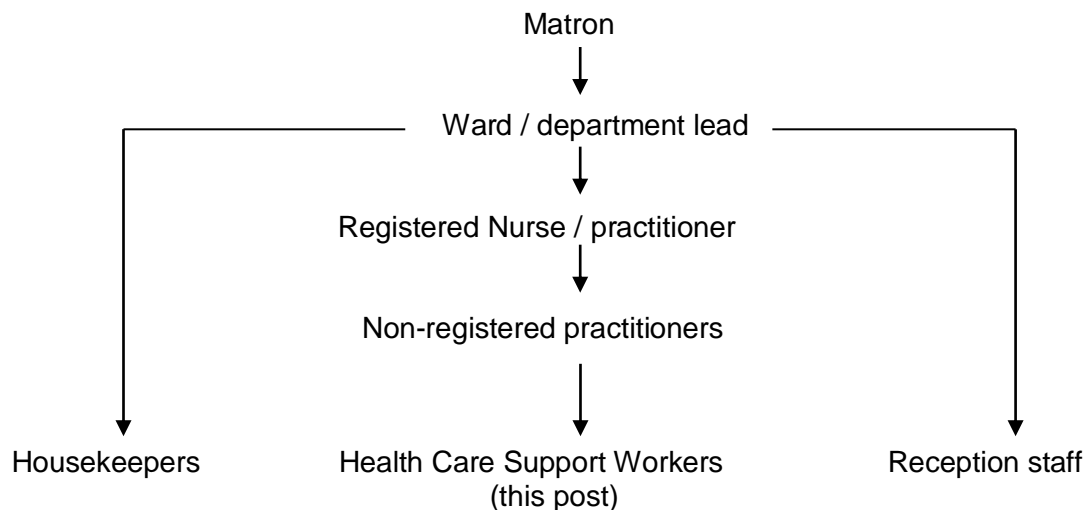 Matron
Ward / department lead
Registered Nurse / practitioner
Non-registered practitioners
Housekeepers
Health Care Support Workers
(this post)
Reception staff